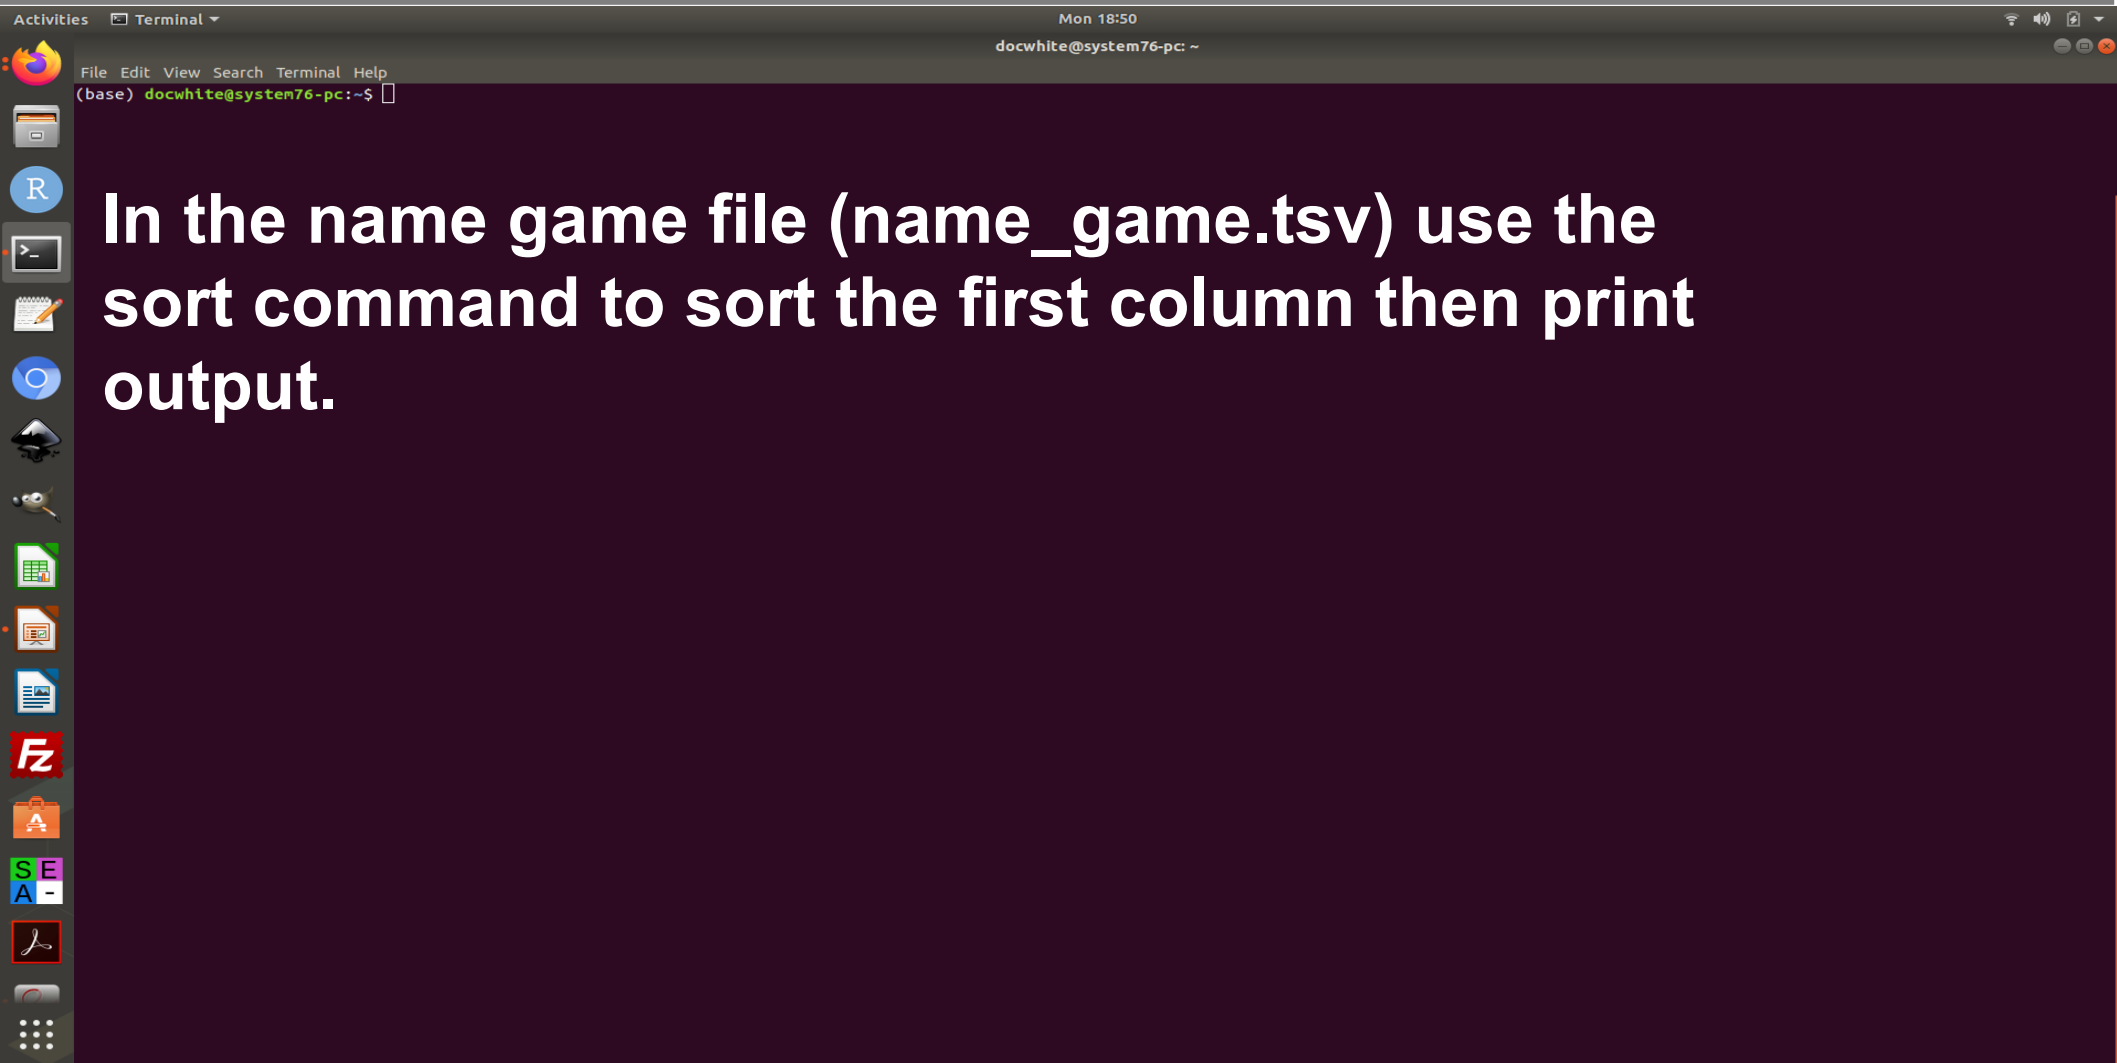 Activities Terminal Mon 18:50
docwhite@system76-pc: ~
File Edit View Search Terminal Help
(base) docwhite@system76-pc:~$
In the name game file (name_game.tsv) use the
sort command to sort the first column then print
output.
R
>_
Fz
A
S E
A -